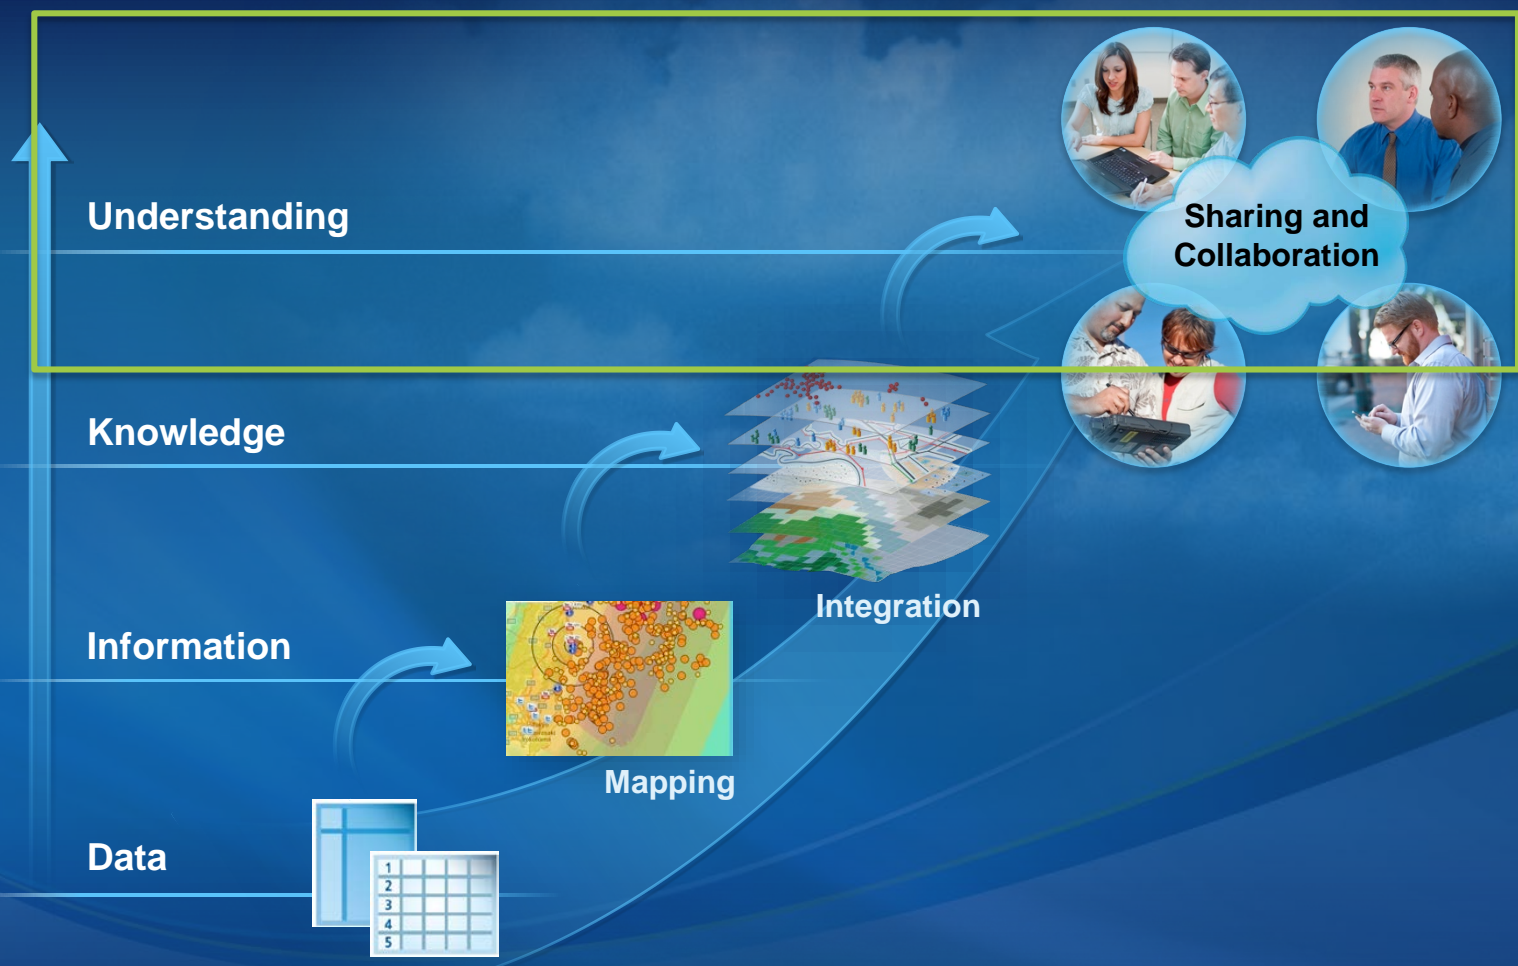 Understanding
Sharing and
Collaboration
Knowledge
Integration
Information
Mapping
Data
1
2
3
4
5